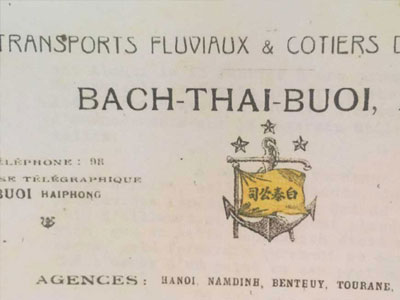 TRANSPORTS FLUVIAUX & COTIERS D
BACH-THAI-BUOI,
ÉLÉPHONE : 98
SE TÉLÉGRAPHIQUE
BUOI HAIPHONG
白泰公司
AGENCES : HANOI, NAMDINH, BENTEUY, TOURANE,